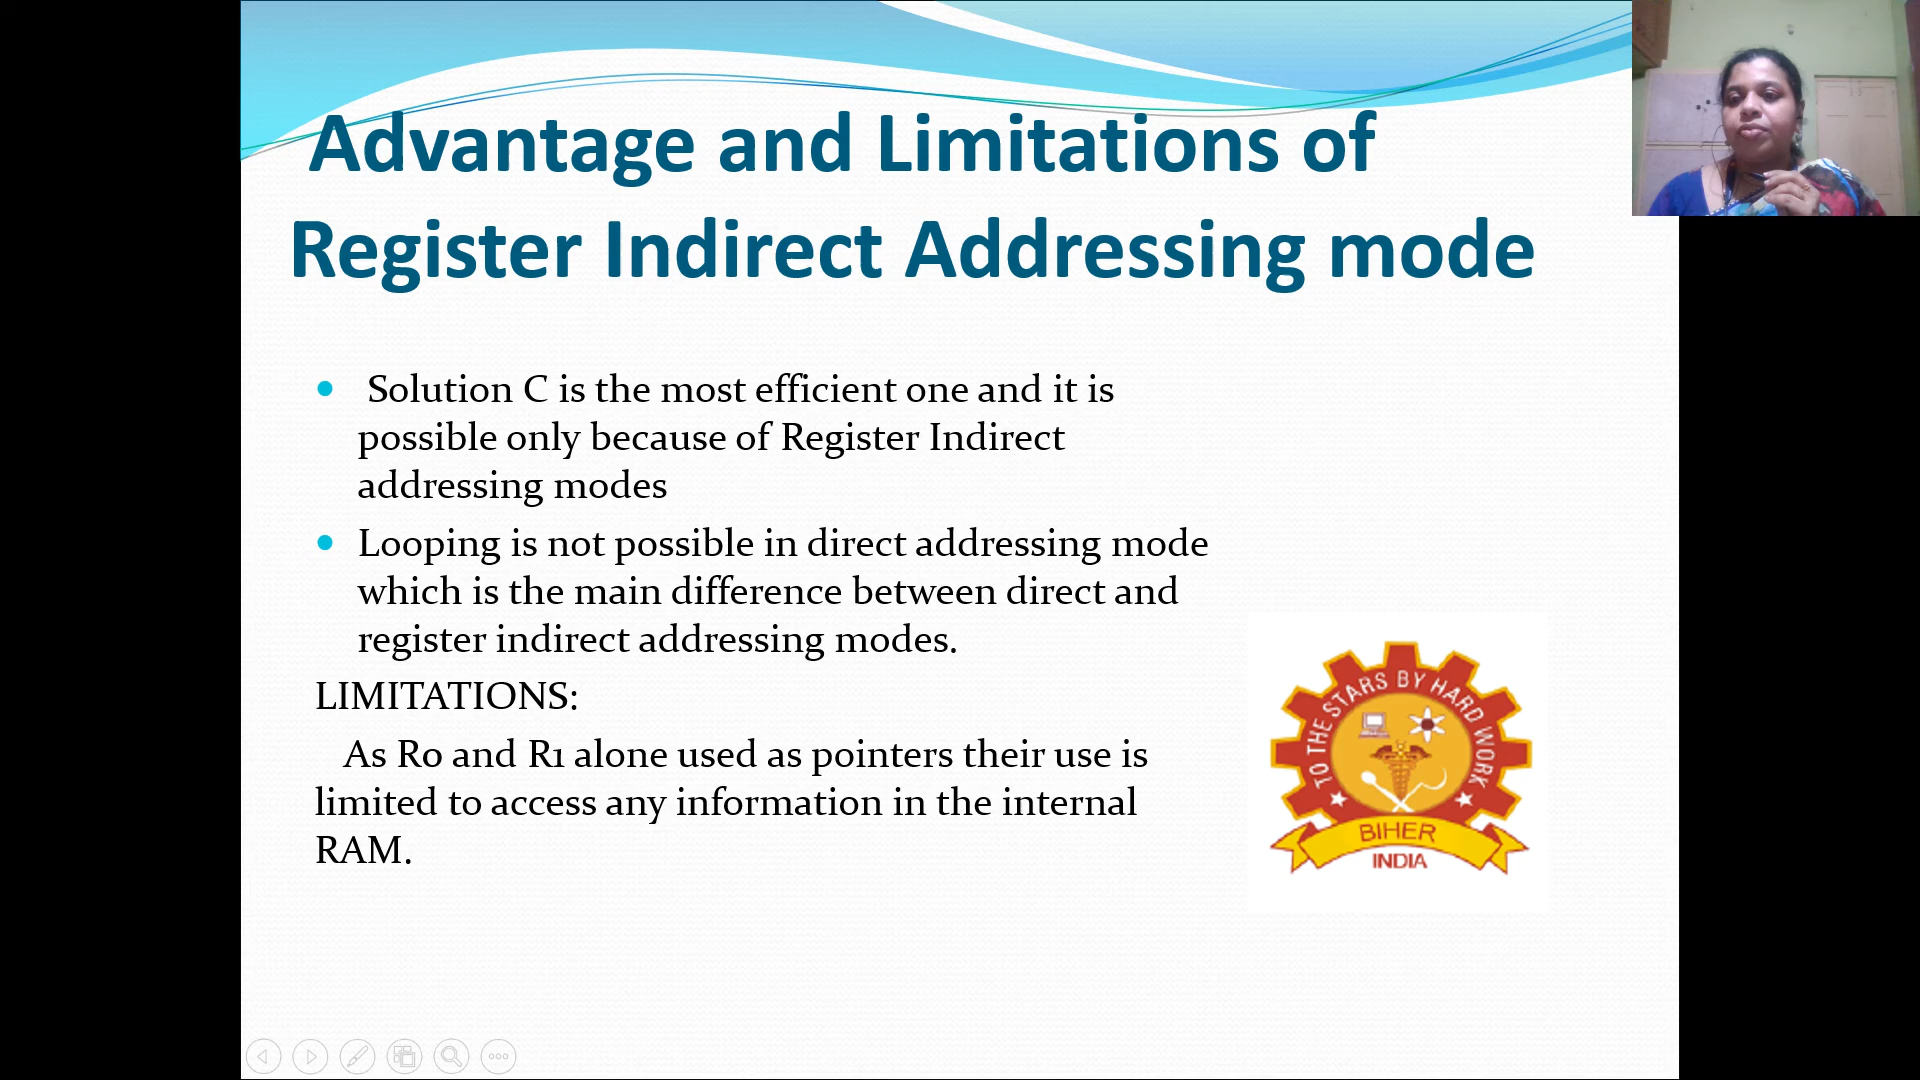 Advantage and Limitations of
Register Indirect Addressing mode
Solution C is the most efficient one and it is
possible only because of Register Indirect
addressing modes
Looping is not possible in direct addressing mode
which is the main difference between direct and
register indirect addressing modes.
LIMITATIONS:
As R0 and R1 alone used as pointers their use is
limited to access any information in the internal
RAM.
TO THE STARS BY HARD WORK
BIHER
INDIA